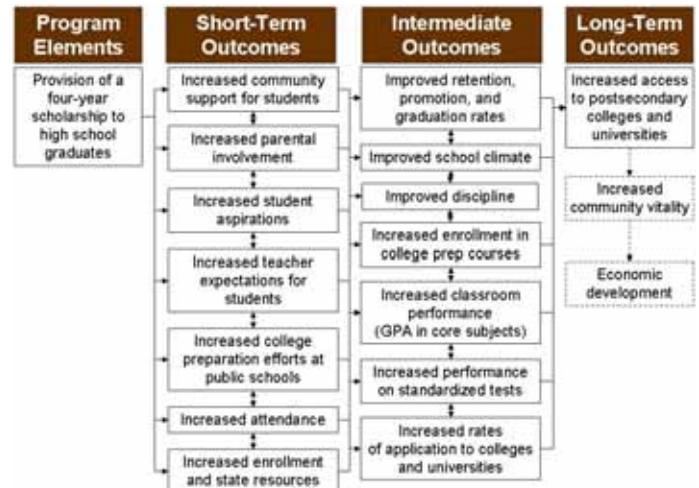 Program
Elements
Short-Term
Outcomes
Intermediate
Outcomes
Long-Term
Outcomes
Provision of a
four-year
scholarship to
high school
graduates
Increased community
support for students
Increased parental
involvement
Increased student
aspirations
Increased teacher
expectations for
students
Increased college
preparation efforts at
public schools
Increased attendance
Increased enrollment
and state resources
Improved retention,
promotion, and
graduation rates
Improved school climate
Improved discipline
Increased enrollment in
college prep courses
Increased classroom
performance
(GPA in core subjects)
Increased performance
on standardized tests
Increased rates
of application to colleges
and universities
Increased access
to postsecondary
colleges and
universities
Increased
community vitality
Economic
development